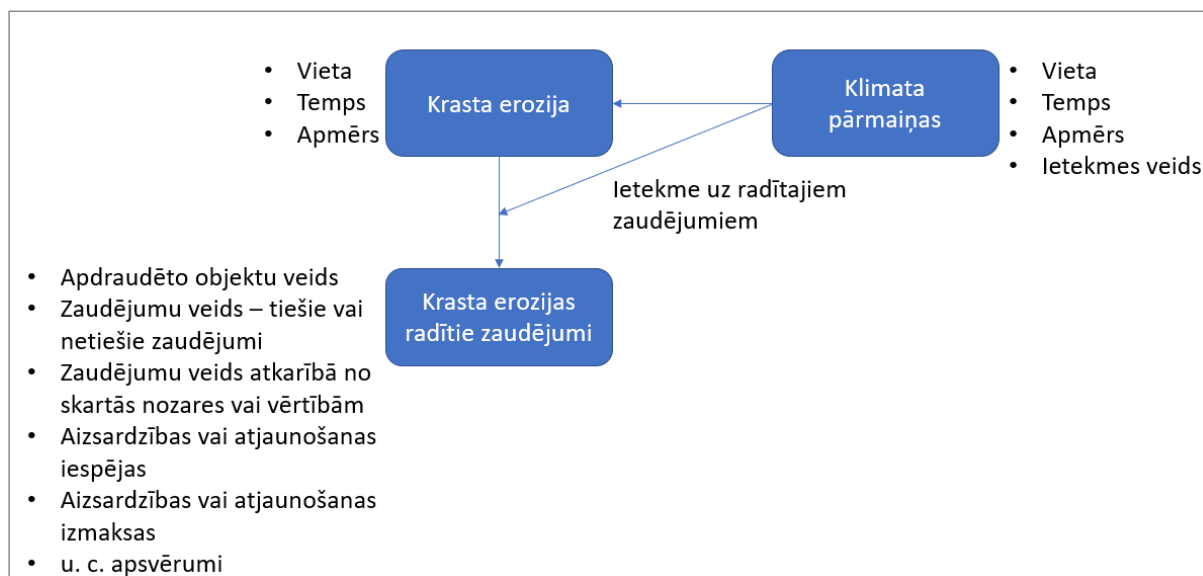 • Vieta
• Temps
• Apmērs
Krasta erozija
Klimata
pārmaiņas
• Vieta
• Temps
• Apmērs
• Ietekmes veids
Ietekme uz radītajiem
zaudējumiem
Krasta erozijas
radītie zaudējumi
• Apdraudēto objektu veids
• Zaudējumu veids – tiešie vai
netiešie zaudējumi
• Zaudējumu veids atkarībā no
skartās nozares vai vērtībām
• Aizsardzības vai atjaunošanas
iespējas
• Aizsardzības vai atjaunošanas
izmaksas
• u. c. apsvērumi